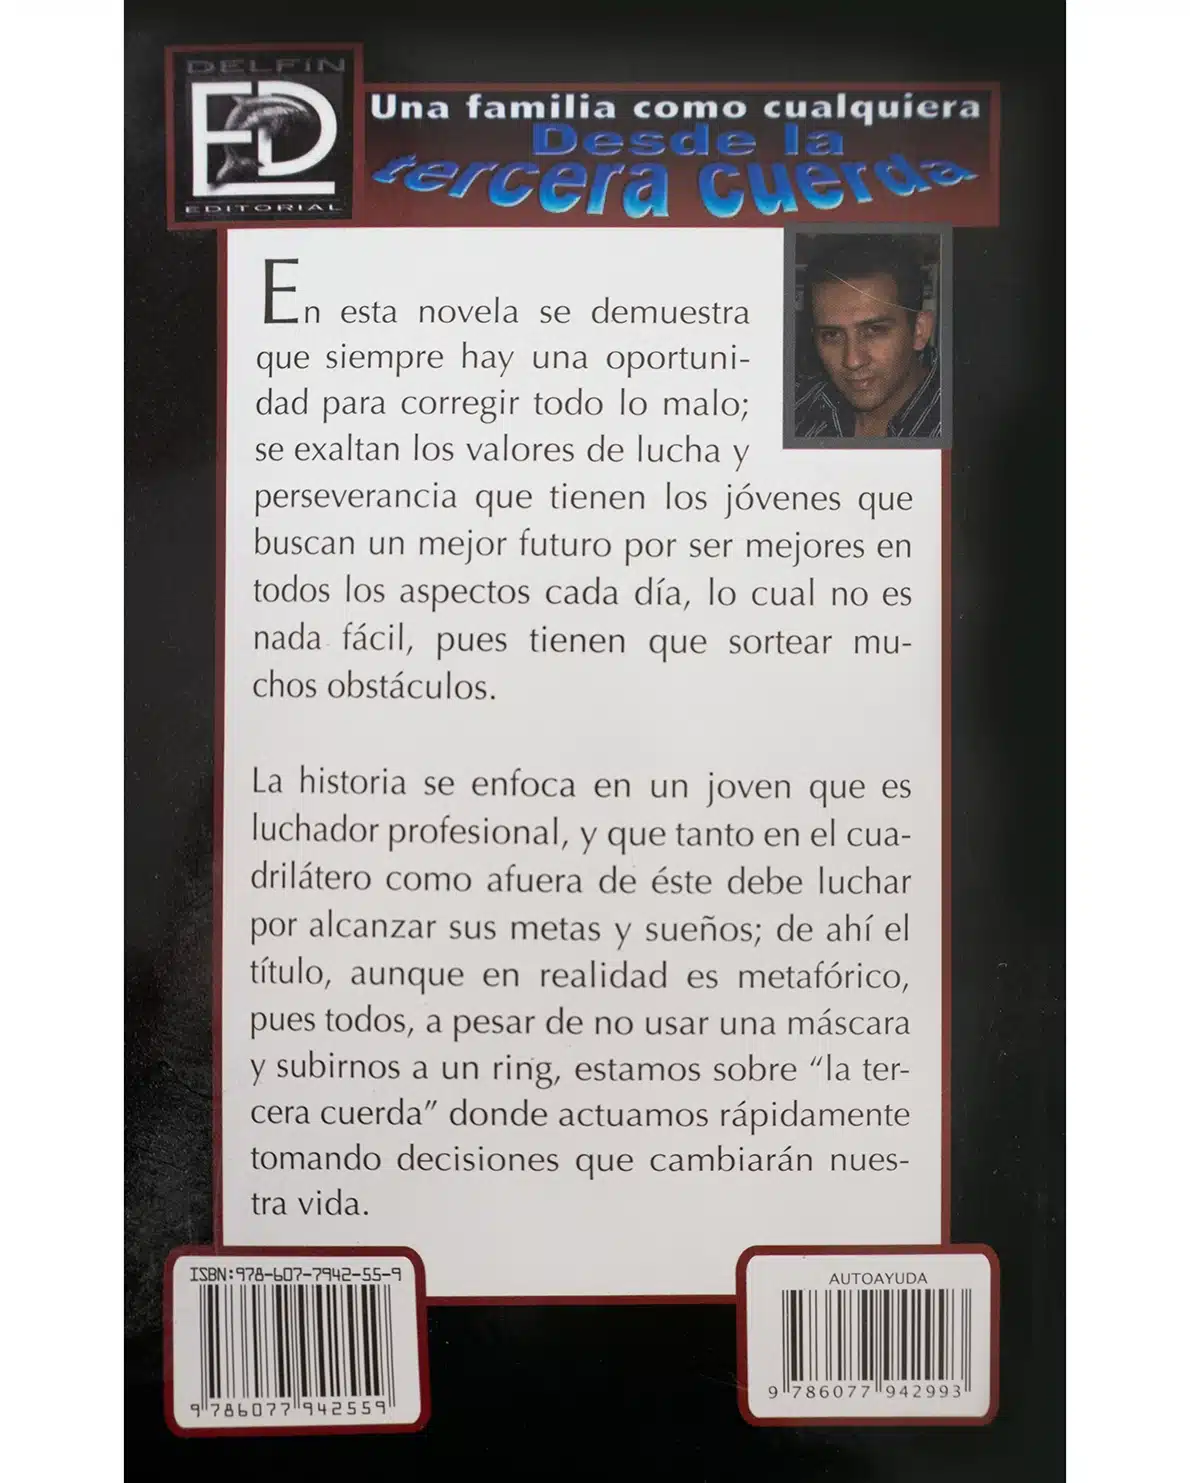 DELFÍN
ED
EDITORIAL
Una familia como cualquiera
Desde la
tercera cuerda
En esta novela se demuestra
que siempre hay una oportuni-
dad para corregir todo lo malo;
se exaltan los valores de lucha y
perseverancia que tienen los jóvenes que
buscan un mejor futuro por ser mejores en
todos los aspectos cada día, lo cual no es
nada fácil, pues tienen que sortear mu-
chos obstáculos.
La historia se enfoca en un joven que es
luchador profesional, y que tanto en el cua-
drilátero como afuera de éste debe luchar
por alcanzar sus metas y sueños; de ahí el
título, aunque en realidad es metafórico,
pues todos, a pesar de no usar una máscara
y subirnos a un ring, estamos sobre “la ter-
cera cuerda” donde actuamos rápidamente
tomando decisiones que cambiarán nues-
tra vida.
ISBN:978-607-7942-55-9
9 786077 942559
AUTOAYUDA
9 786077 942993